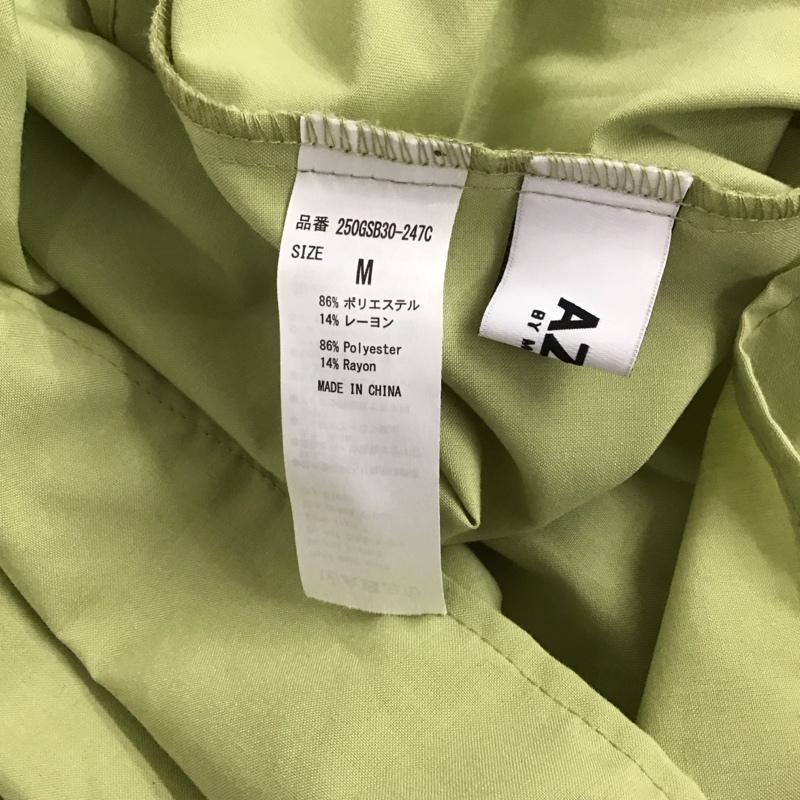 品番 250GSB30-247C
SIZE
M
86% ポリエステル
14% レーヨン
86% Polyester
14% Rayon
MADE IN CHINA
AZ
BY M